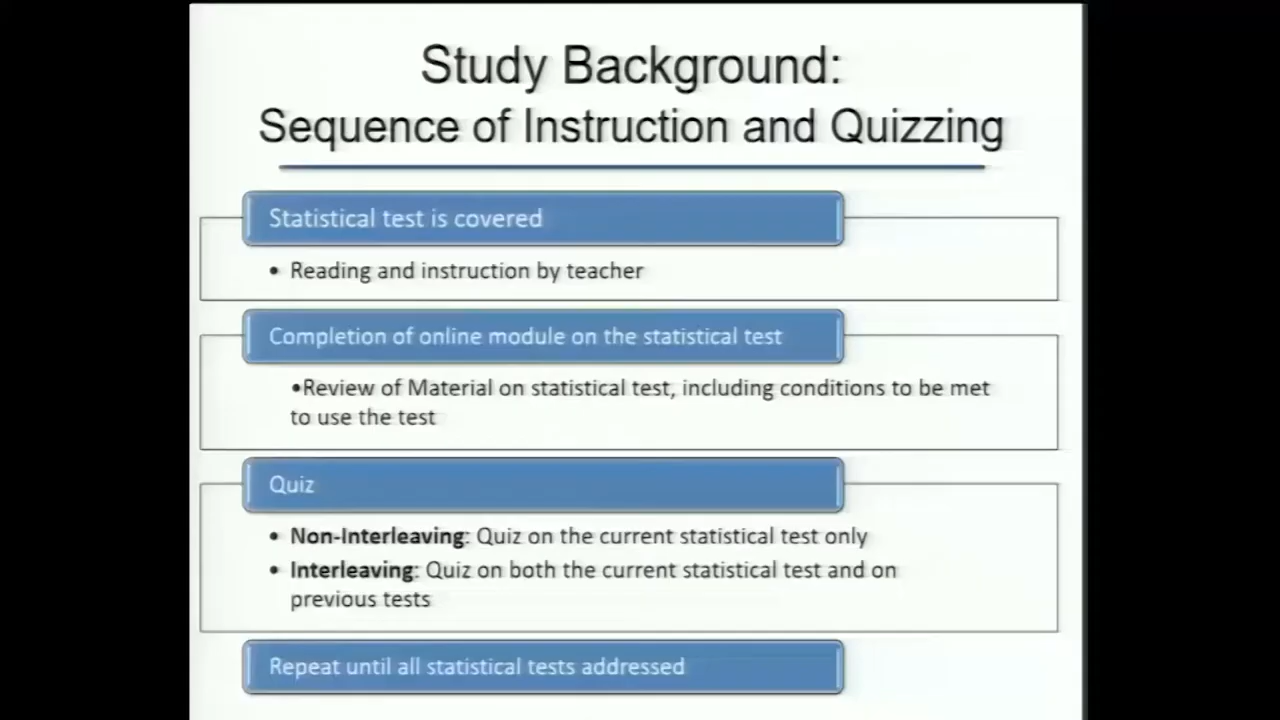 Study Background:
Sequence of Instruction and Quizzing
Statistical test is covered
• Reading and instruction by teacher
Completion of online module on the statistical test
•Review of Material on statistical test, including conditions to be met
to use the test
Quiz
• Non-Interleaving: Quiz on the current statistical test only
• Interleaving: Quiz on both the current statistical test and on
previous tests
Repeat until all statistical tests addressed